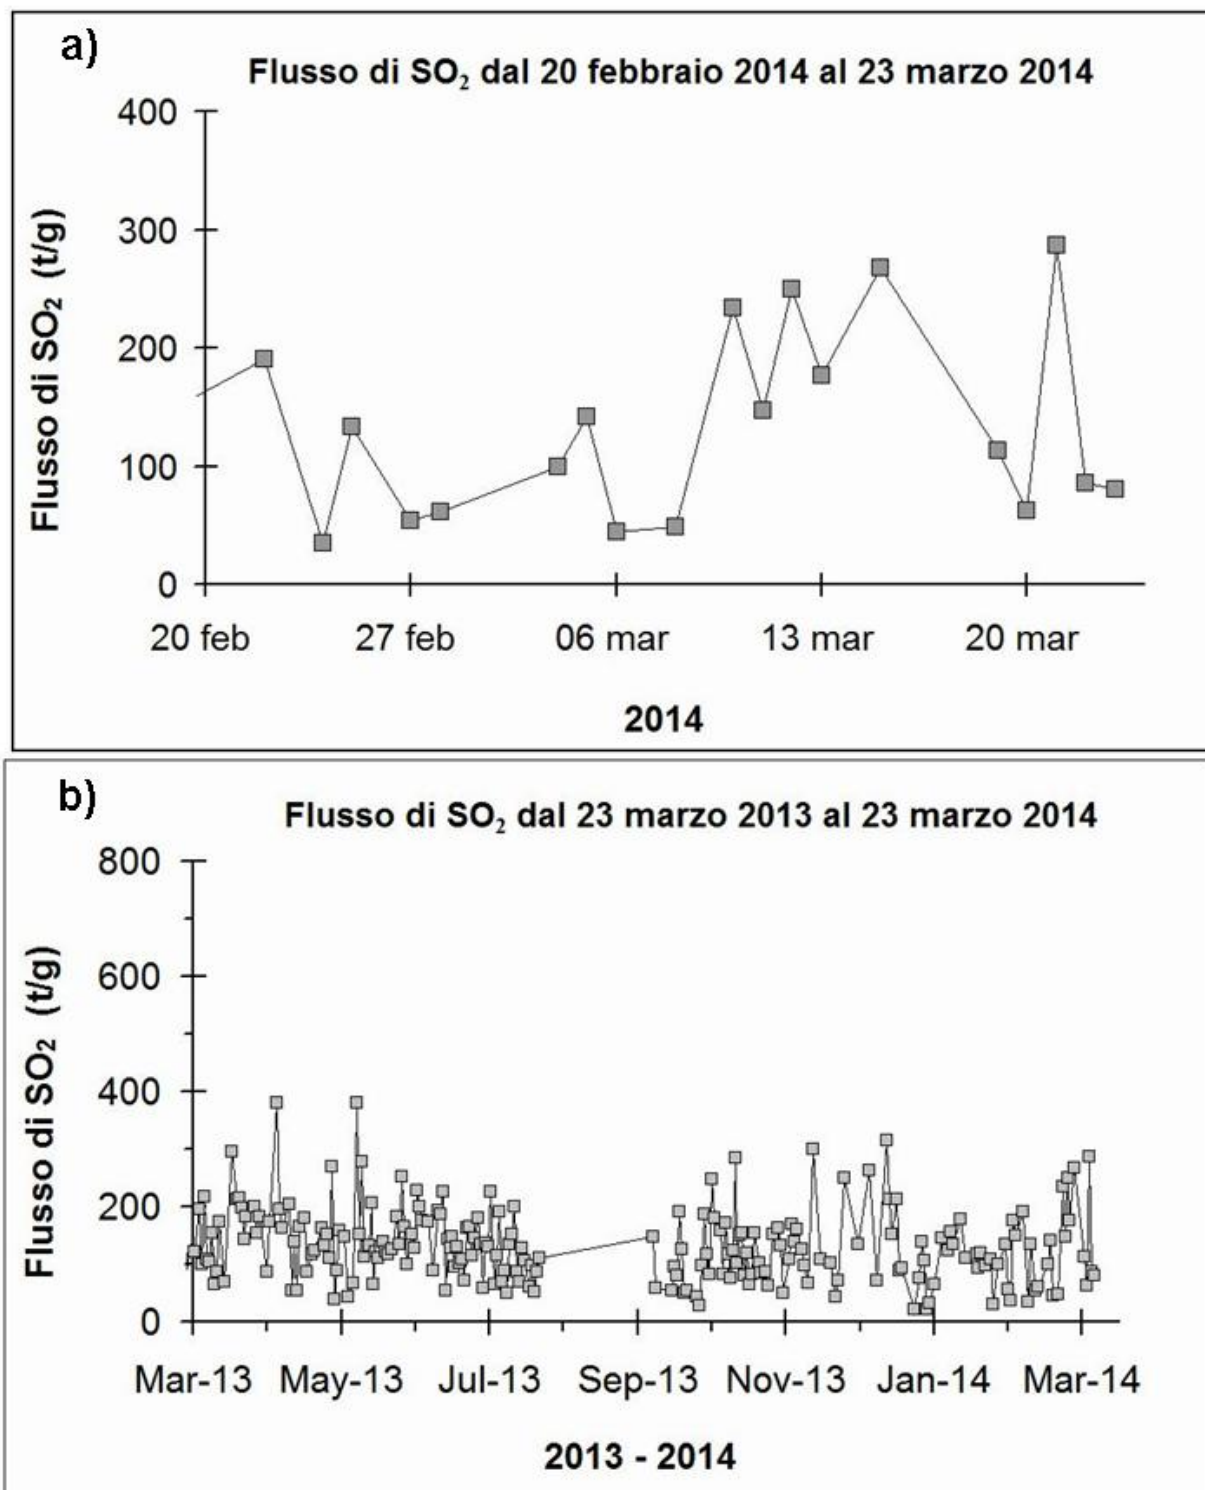 a)
Flusso di SO₂ dal 20 febbraio 2014 al 23 marzo 2014
400
300
200
100
0
Flusso di SO₂ (t/g)
20 feb 27 feb 06 mar 13 mar 20 mar
2014
b)
Flusso di SO₂ dal 23 marzo 2013 al 23 marzo 2014
800
600
400
200
0
Flusso di SO₂ (t/g)
Mar-13 May-13 Jul-13 Sep-13 Nov-13 Jan-14 Mar-14
2013 - 2014